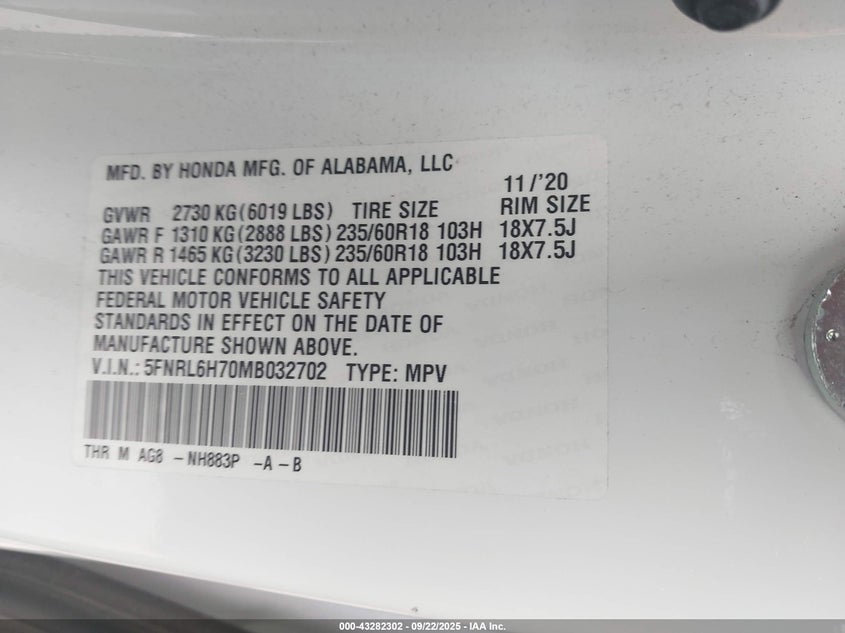 MFD. BY HONDA MFG. OF ALABAMA, LLC
11/'20
GVWR 2730 KG(6019 LBS) TIRE SIZE RIM SIZE
GAWR F 1310 KG(2888 LBS) 235/60R18 103H 18X7.5J
GAWR R 1465 KG(3230 LBS) 235/60R18 103H 18X7.5J
THIS VEHICLE CONFORMS TO ALL APPLICABLE
FEDERAL MOTOR VEHICLE SAFETY
STANDARDS IN EFFECT ON THE DATE OF
MANUFACTURE SHOWN ABOVE.
V.I.N.: 5FNRL6H70MB032702 TYPE: MPV
THR M AG8 -NH883P -A-B
000-43282302 - 09/22/2025 - IAA Inc.